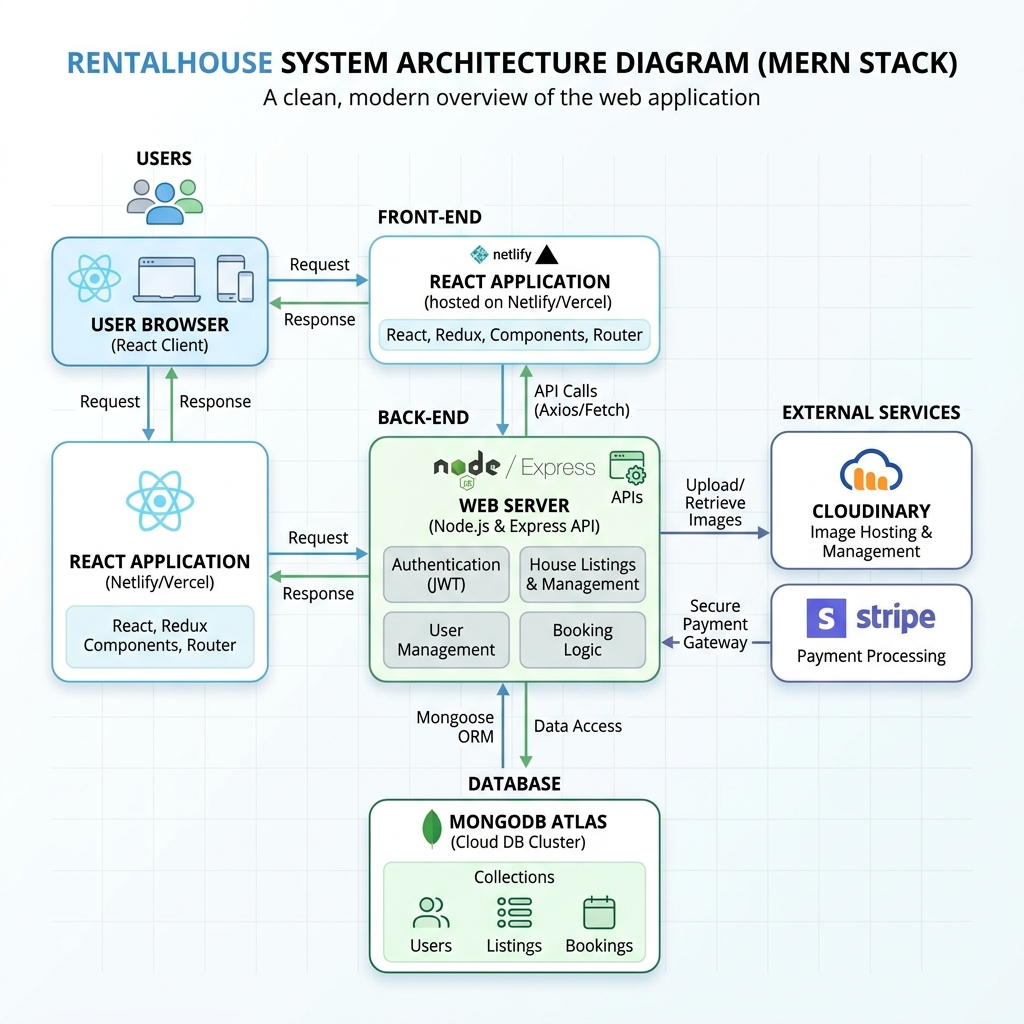 RENTALHOUSE SYSTEM ARCHITECTURE DIAGRAM (MERN STACK)
A clean, modern overview of the web application
USERS
USER BROWSER
(React Client)
Request
Response
FRONT-END
netlify
REACT APPLICATION
(hosted on Netlify/Vercel)
React, Redux, Components, Router
Request
Response
API Calls
(Axios/Fetch)
REACT APPLICATION
(Netlify/Vercel)
React, Redux
Components, Router
Request
Response
BACK-END
node / Express
JS
APIs
WEB SERVER
(Node.js & Express API)
Authentication
(JWT)
House Listings
& Management
User
Management
Booking
Logic
Upload/
Retrieve
Images
Secure
Payment
Gateway
EXTERNAL SERVICES
CLOUDINARY
Image Hosting &
Management
S stripe
Payment Processing
Mongoose
ORM
Data Access
DATABASE
MONGODB ATLAS
(Cloud DB Cluster)
Collections
Users
Listings
Bookings